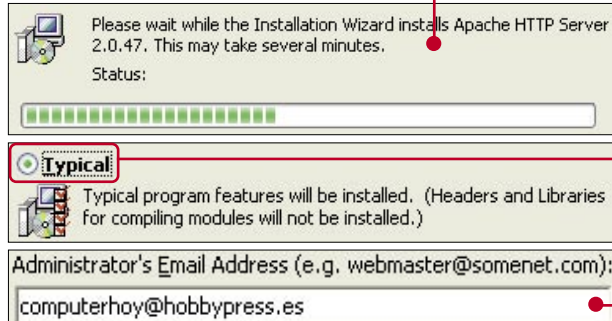 Please wait while the Installation Wizard installs Apache HTTP Server
2.0.47. This may take several minutes.
Status:
Typical
Typical program features will be installed. (Headers and Libraries
for compiling modules will not be installed.)
Administrator's Email Address (e.g. webmaster@somenet.com):
computerhoy@hobbypress.es